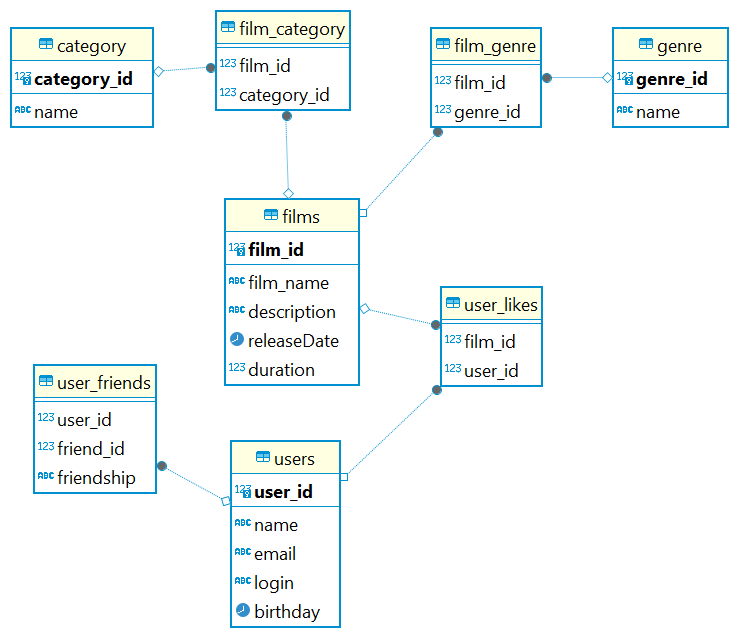 category
123 category_id
ABC name
film_category
123 film_id
123 category_id
film_genre
123 film_id
123 genre_id
genre
123 genre_id
ABC name
films
123 film_id
ABC film_name
ABC description
releaseDate
123 duration
user_likes
123 film_id
123 user_id
user_friends
123 user_id
123 friend_id
ABC friendship
users
123 user_id
ABC name
ABC email
ABC login
birthday